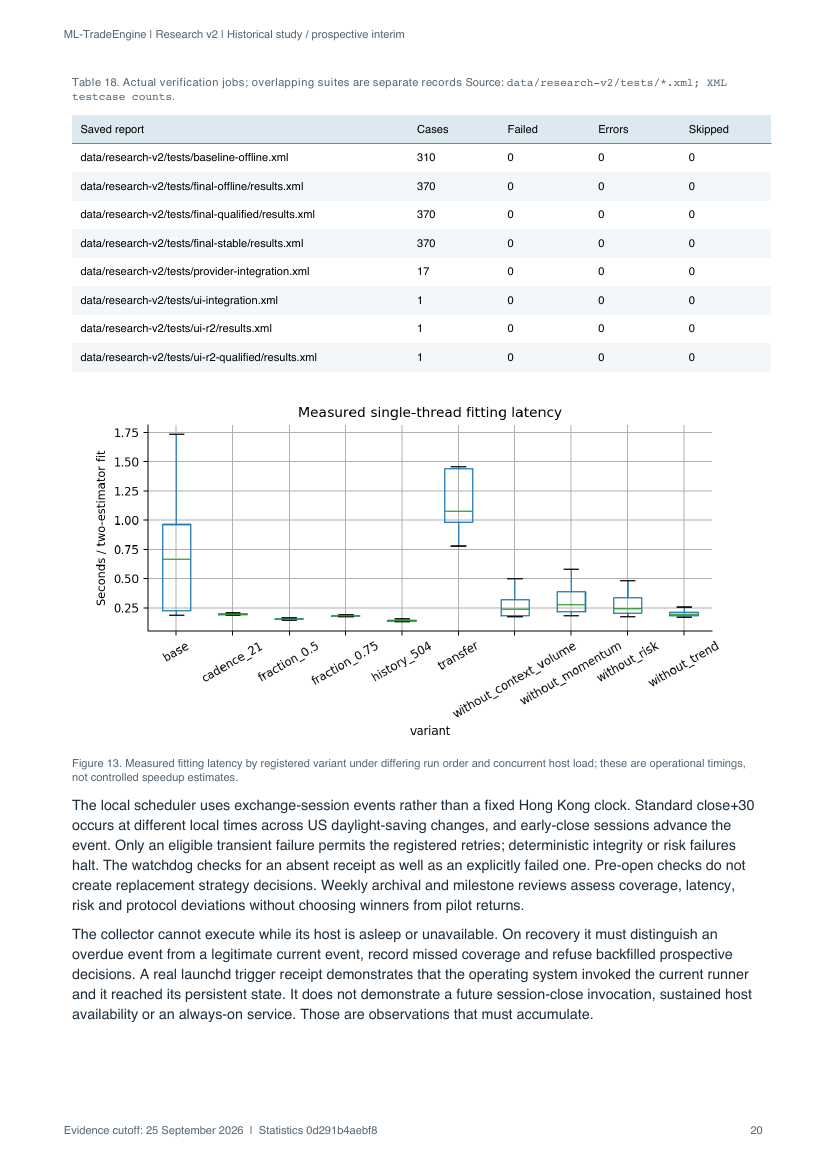 ML-TradeEngine | Research v2 | Historical study / prospective interim
Table 18. Actual verification jobs; overlapping suites are separate records Source: data/research-v2/tests/*.xml; XML
testcase counts.
Saved report Cases Failed Errors Skipped
data/research-v2/tests/baseline-offline.xml 310 0 0 0
data/research-v2/tests/final-offline/results.xml 370 0 0 0
data/research-v2/tests/final-qualified/results.xml 370 0 0 0
data/research-v2/tests/final-stable/results.xml 370 0 0 0
data/research-v2/tests/provider-integration.xml 17 0 0 0
data/research-v2/tests/ui-integration.xml 1 0 0 0
data/research-v2/tests/ui-r2/results.xml 1 0 0 0
data/research-v2/tests/ui-r2-qualified/results.xml 1 0 0 0
Measured single-thread fitting latency
Seconds / two-estimator fit
1.75
1.50
1.25
1.00
0.75
0.50
0.25
base
cadence_21
fraction_0.5
fraction_0.75
history_504
transfer
without_context_volume
without_momentum
without_risk
without_trend
variant
Figure 13. Measured fitting latency by registered variant under differing run order and concurrent host load; these are operational timings,
not controlled speedup estimates.
The local scheduler uses exchange-session events rather than a fixed Hong Kong clock. Standard close+30
occurs at different local times across US daylight-saving changes, and early-close sessions advance the
event. Only an eligible transient failure permits the registered retries; deterministic integrity or risk failures
halt. The watchdog checks for an absent receipt as well as an explicitly failed one. Pre-open checks do not
create replacement strategy decisions. Weekly archival and milestone reviews assess coverage, latency,
risk and protocol deviations without choosing winners from pilot returns.
The collector cannot execute while its host is asleep or unavailable. On recovery it must distinguish an
overdue event from a legitimate current event, record missed coverage and refuse backfilled prospective
decisions. A real launchd trigger receipt demonstrates that the operating system invoked the current runner
and it reached its persistent state. It does not demonstrate a future session-close invocation, sustained host
availability or an always-on service. Those are observations that must accumulate.
Evidence cutoff: 25 September 2026 | Statistics 0d291b4aebf8
20